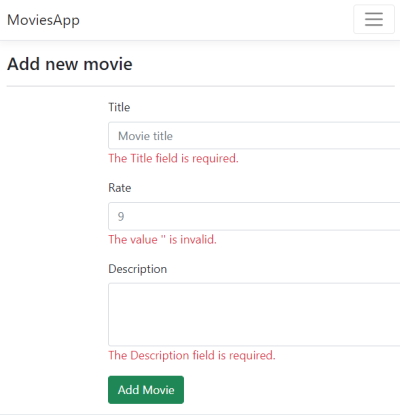 MoviesApp
Add new movie
Title
Movie title
The Title field is required.
Rate
9
The value '' is invalid.
Description
The Description field is required.
Add Movie